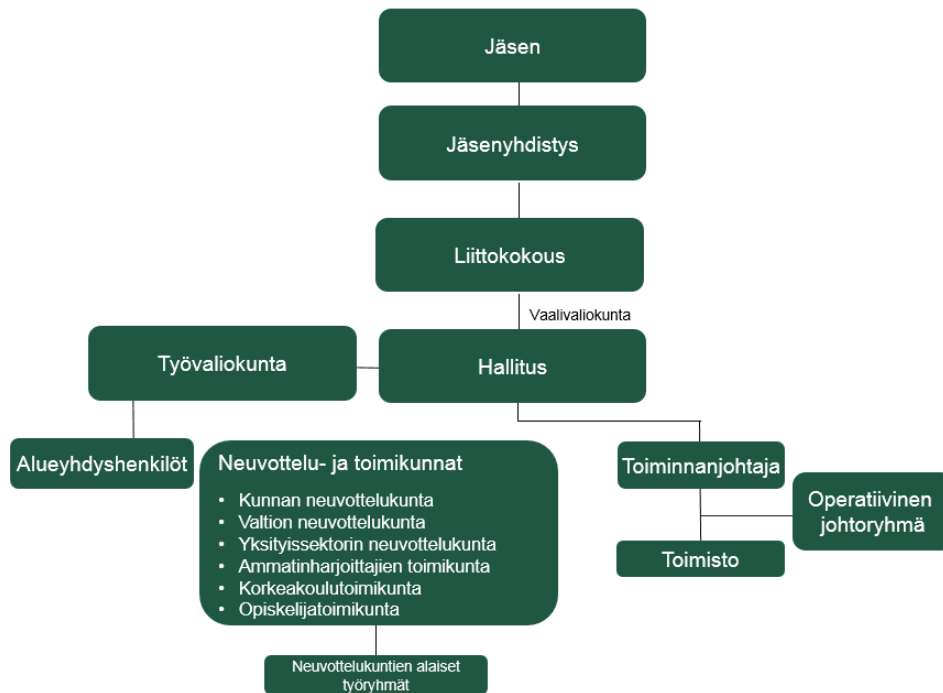 Jäsen
Jäsenyhdistys
Liittokokous
Vaalivaliokunta
Työvaliokunta
Hallitus
Alueyhdyshenkilöt
Neuvottelu- ja toimikunnat
• Kunnan neuvottelukunta
• Valtion neuvottelukunta
• Yksityissektorin neuvottelukunta
• Ammatinharjoittajien toimikunta
• Korkeakoulutoimikunta
• Opiskelijatoimikunta
Neuvottelukuntien alaiset
työryhmät
Toiminnanjohtaja
Operatiivinen
johtoryhmä
Toimisto